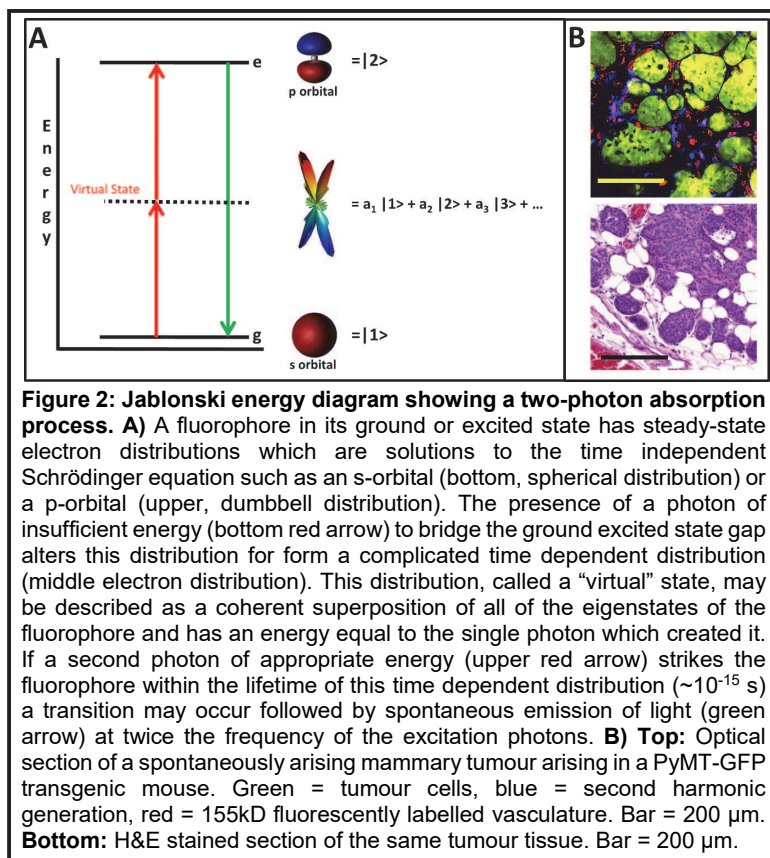 A
B
Energy
e
= |2>
p orbital
Virtual State
= a₁ |1> + a₂ |2> + a₃ |3> + ...
g
= |1>
s orbital
Figure 2: Jablonski energy diagram showing a two-photon absorption
process. A) A fluorophore in its ground or excited state has steady-state
electron distributions which are solutions to the time independent
Schrödinger equation such as an s-orbital (bottom, spherical distribution) or
a p-orbital (upper, dumbbell distribution). The presence of a photon of
insufficient energy (bottom red arrow) to bridge the ground excited state gap
alters this distribution for form a complicated time dependent distribution
(middle electron distribution). This distribution, called a “virtual” state, may
be described as a coherent superposition of all of the eigenstates of the
fluorophore and has an energy equal to the single photon which created it.
If a second photon of appropriate energy (upper red arrow) strikes the
fluorophore within the lifetime of this time dependent distribution (~10⁻¹⁵ s)
a transition may occur followed by spontaneous emission of light (green
arrow) at twice the frequency of the excitation photons. B) Top: Optical
section of a spontaneously arising mammary tumour arising in a PyMT-GFP
transgenic mouse. Green = tumour cells, blue = second harmonic
generation, red = 155kD fluorescently labelled vasculature. Bar = 200 µm.
Bottom: H&E stained section of the same tumour tissue. Bar = 200 µm.